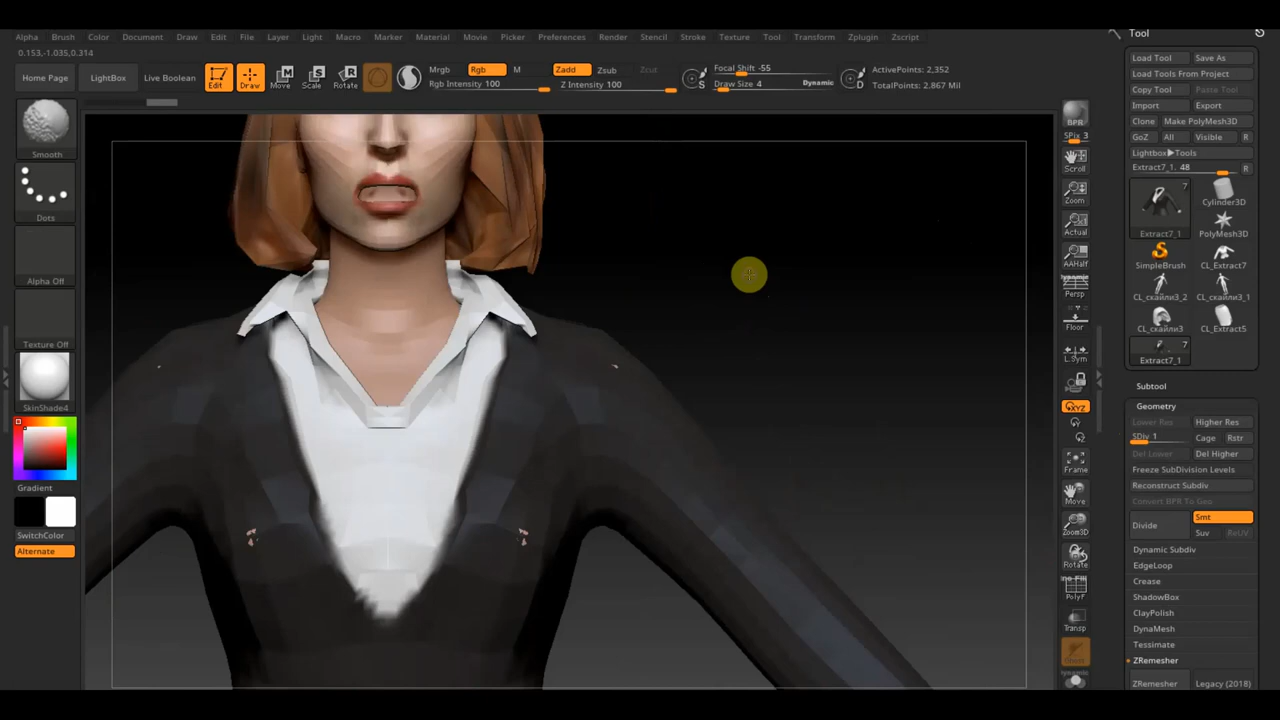 Alpha Brush Color Document Draw Edit File Layer Light Macro Marker Material Movie Picker Preferences Render Stencil Stroke Texture Tool Transform Zplugin Zscript
Tool
0.153,-1.035,0.314
Home Page
LightBox
Live Boolean
Edit
Draw
Move
Scale
Rotate
Mrgb
Rgb
M
Rgb Intensity 100
Zadd
Zsub
Zcut
Z Intensity 100
S
Focal Shift -55
Draw Size 4
Dynamic
D
ActivePoints: 2,352
TotalPoints: 2.867 Mil
Smooth
Dots
Alpha Off
Texture Off
SkinShade4
Gradient
SwitchColor
Alternate
BPR
SPix 3
Scroll
Zoom
Actual
AAHalf
Dynamic
Persp
Floor
L.Sym
XYZ
Frame
Move
Zoom3D
Rotate
PolyF
Transp
Load Tool
Save As
Load Tools From Project
Copy Tool
Paste Tool
Import
Export
Clone
Make PolyMesh3D
GoZ
All
Visible
R
Lightbox▶Tools
Extract7_1. 48
R
7
Extract7_1
Cylinder3D
PolyMesh3D
SimpleBrush
CL_Extract7
CL_скайли3_2
CL_скайли3_1
CL_скайли3
CL_Extract5
7
Extract7_1
Subtool
Geometry
Lower Res
Higher Res
SDiv 1
Cage
Rstr
Del Lower
Del Higher
Freeze SubDivision Levels
Reconstruct Subdiv
Convert BPR To Geo
Divide
Smt
Suv
ReUV
Dynamic Subdiv
EdgeLoop
Crease
ShadowBox
ClayPolish
DynaMesh
Tessimate
ZRemesher
ZRemesher
Legacy (2018)